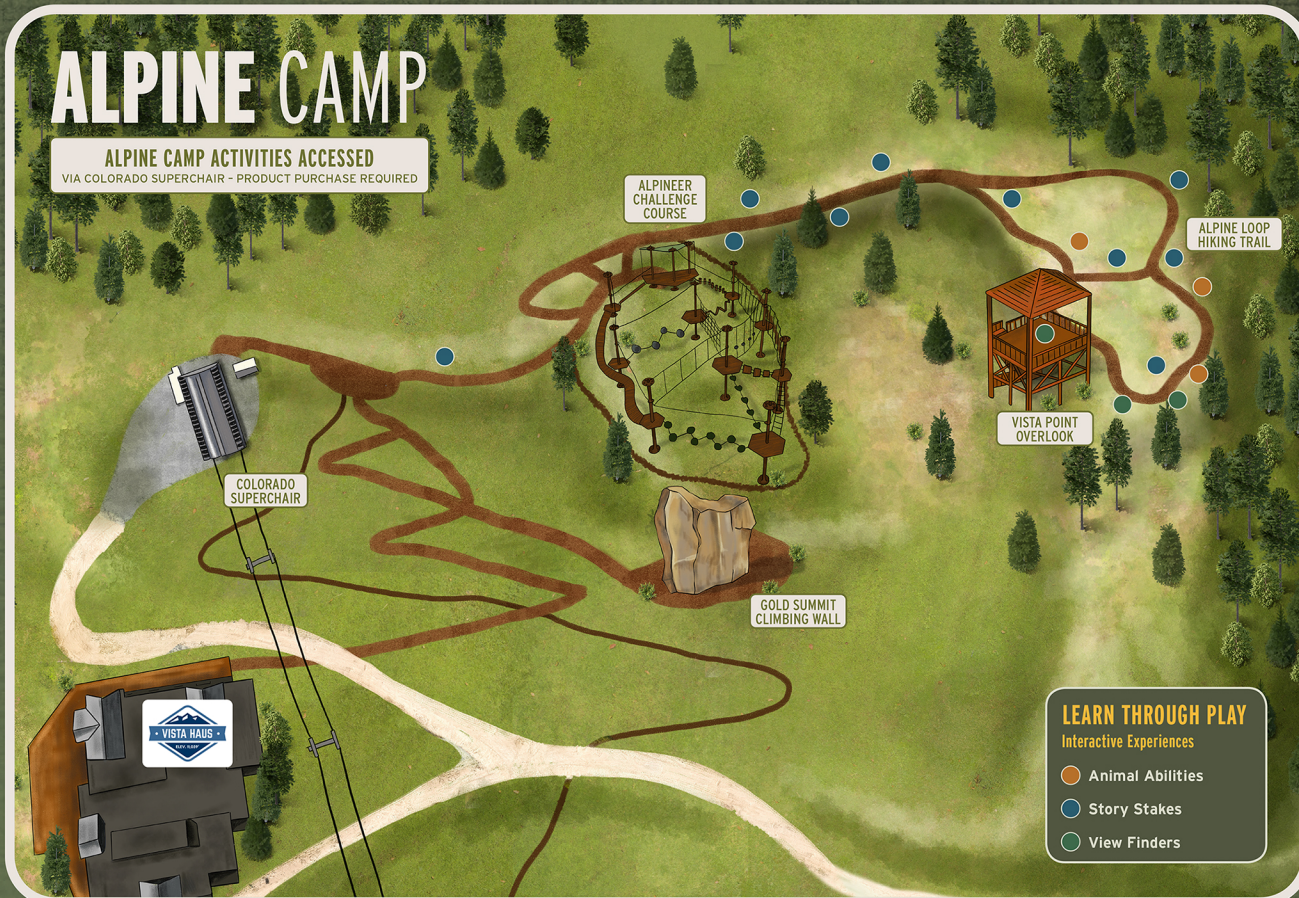 ALPINE CAMP
ALPINE CAMP ACTIVITIES ACCESSED
VIA COLORADO SUPERCHAIR - PRODUCT PURCHASE REQUIRED
ALPINEER
CHALLENGE
COURSE
ALPINE LOOP
HIKING TRAIL
VISTA POINT
OVERLOOK
COLORADO
SUPERCHAIR
GOLD SUMMIT
CLIMBING WALL
VISTA HAUS
LEARN THROUGH PLAY
Interactive Experiences
Animal Abilities
Story Stakes
View Finders